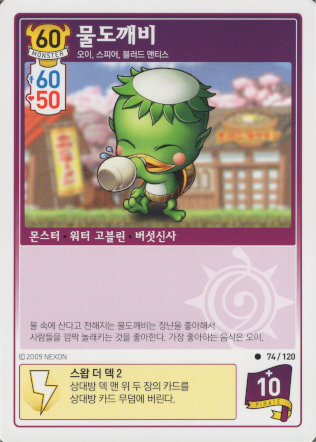 60
MONSTER
물도깨비
오이, 스피어, 블러드 맨티스
60
50
몬스터 • 워터 고블린 • 버섯신사
물 속에 산다고 전해지는 물도깨비는 장난을 좋아해서
사람들을 깜짝 놀래키는 것을 좋아한다. 가장 좋아하는 음식은 오이.
©2009 NEXON
● 74 / 120
스왑 더 덱 2
상대방 덱 맨 위 두 장의 카드를
상대방 카드 무덤에 버린다.
+
10
PIRATE